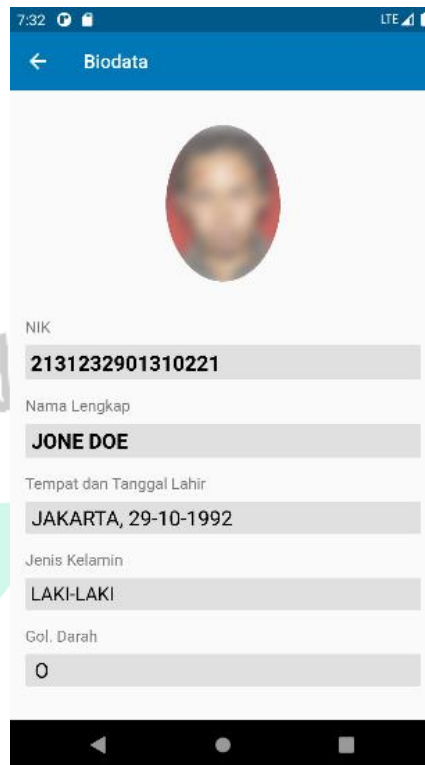 7:32 LTE
Biodata
NIK
2131232901310221
Nama Lengkap
JONE DOE
Tempat dan Tanggal Lahir
JAKARTA, 29-10-1992
Jenis Kelamin
LAKI-LAKI
Gol. Darah
O